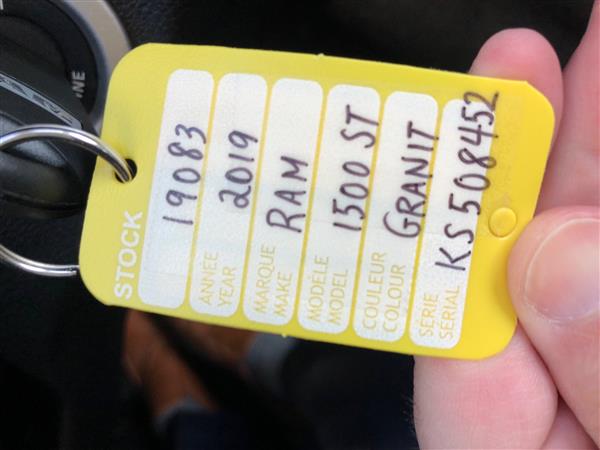 STOCK 19083
ANNÉE
YEAR 2019
MARQUE
MAKE RAM
MODÈLE
MODEL 1500 ST
COULEUR
COLOUR GRANIT
SÉRIE
SERIAL KS508452